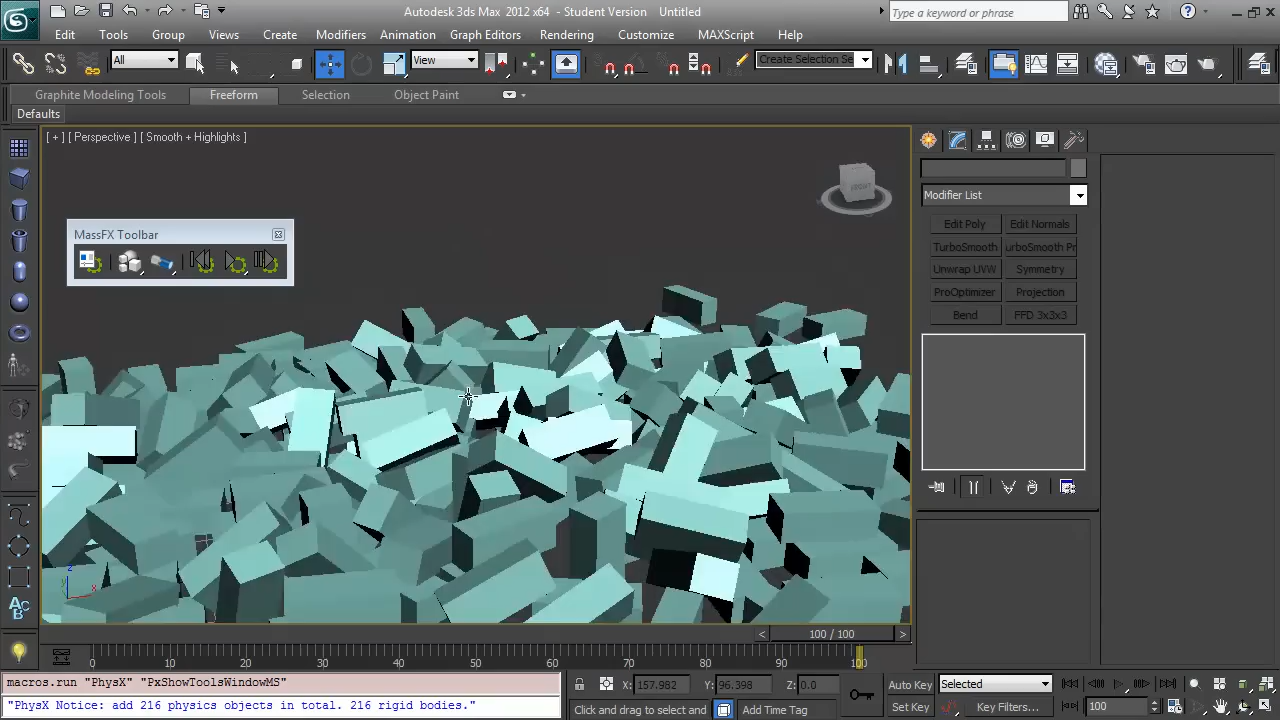 Autodesk 3ds Max 2012 x64 - Student Version Untitled
Type a keyword or phrase
Edit Tools Group Views Create Modifiers Animation Graph Editors Rendering Customize MAXScript Help
All View Create Selection Se
Graphite Modeling Tools Freeform Selection Object Paint
Defaults
[ + ] [ Perspective ] [ Smooth + Highlights ]
FRONT
Modifier List
Edit Poly Edit Normals
TurboSmooth urboSmooth Pr
Unwrap UVW Symmetry
ProOptimizer Projection
Bend FFD 3x3x3
MassFX Toolbar
z
y x
100 / 100
0 10 20 30 40 50 60 70 80 90 100
macros.run "PhysX" "PxShowToolsWindowMS"
"PhysX Notice: add 216 physics objects in total. 216 rigid bodies."
X: 157.982 Y: 96.398 Z: 0.0
Click and drag to select and Add Time Tag
Auto Key Selected
Set Key Key Filters... 100